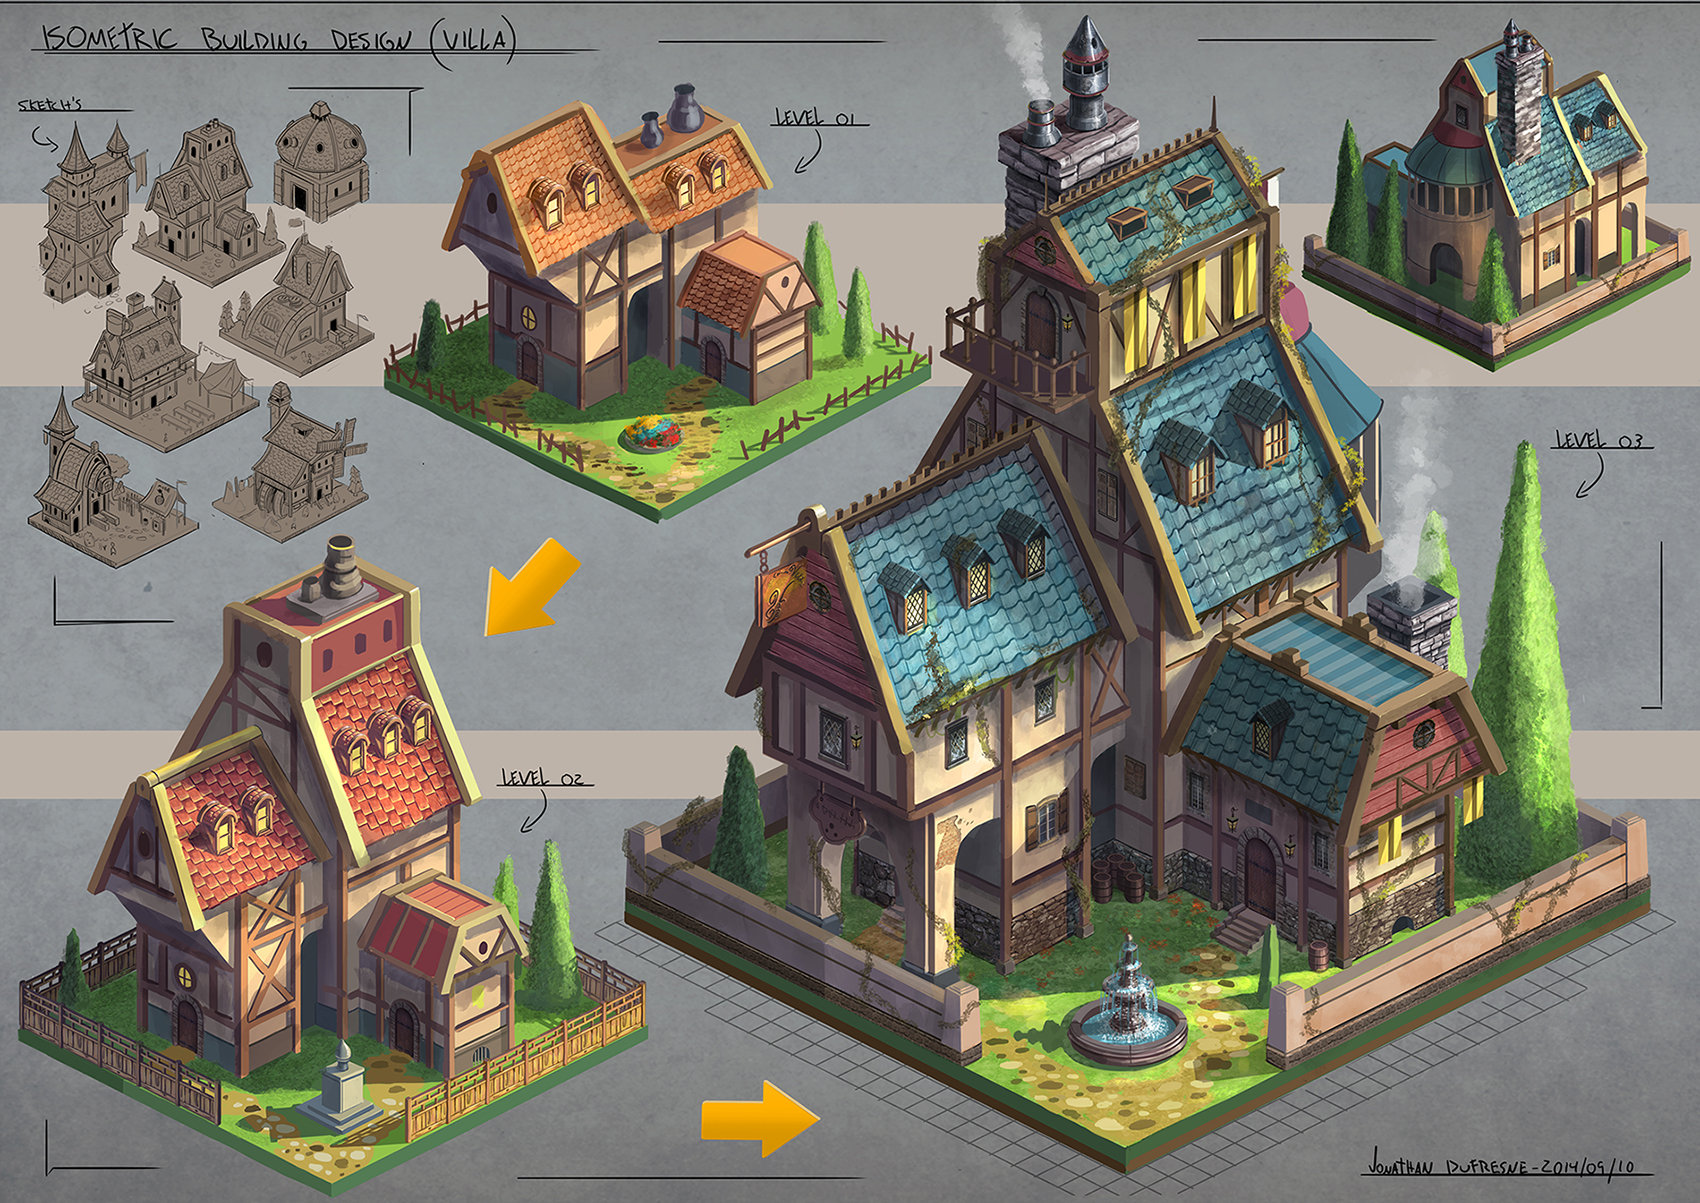 ISOMETRIC BUILDING DESIGN (VILLA)
SKETCH'S
LEVEL 01
LEVEL 03
LEVEL 02
JONATHAN DUFRESNE - 2014/09/10